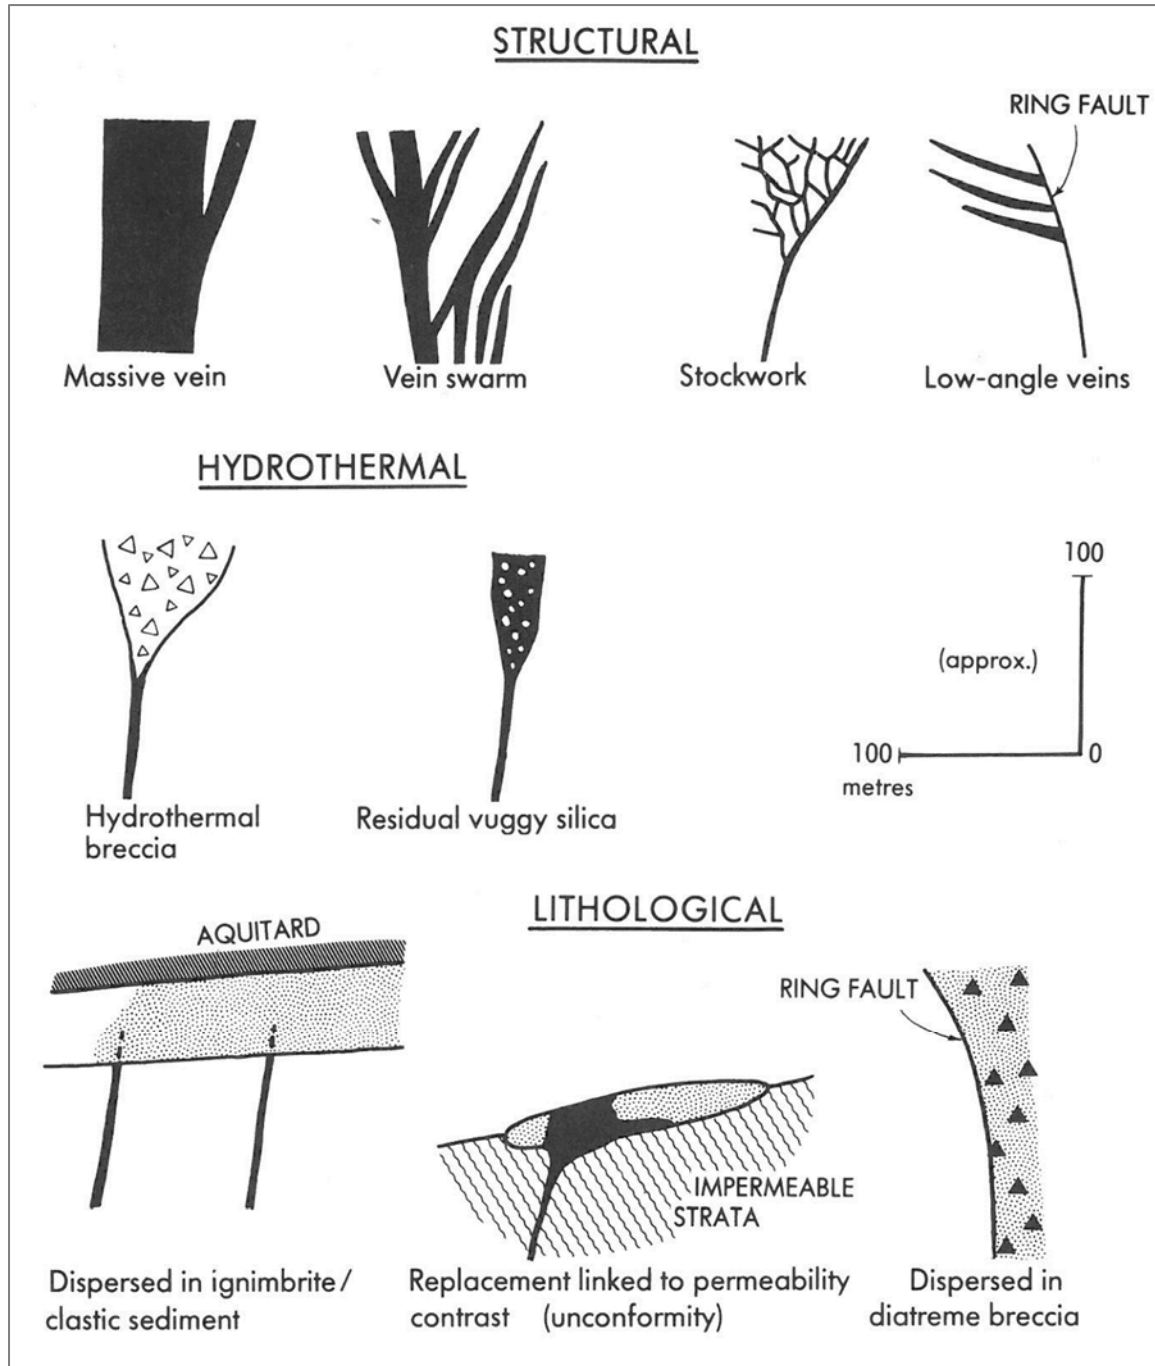 STRUCTURAL
RING FAULT
Massive vein
Vein swarm
Stockwork
Low-angle veins
HYDROTHERMAL
100
(approx.)
100
0
metres
Hydrothermal
breccia
Residual vuggy silica
LITHOLOGICAL
AQUITARD
RING FAULT
IMPERMEABLE
STRATA
Dispersed in ignimbrite/
clastic sediment
Replacement linked to permeability
contrast (unconformity)
Dispersed in
diatreme breccia